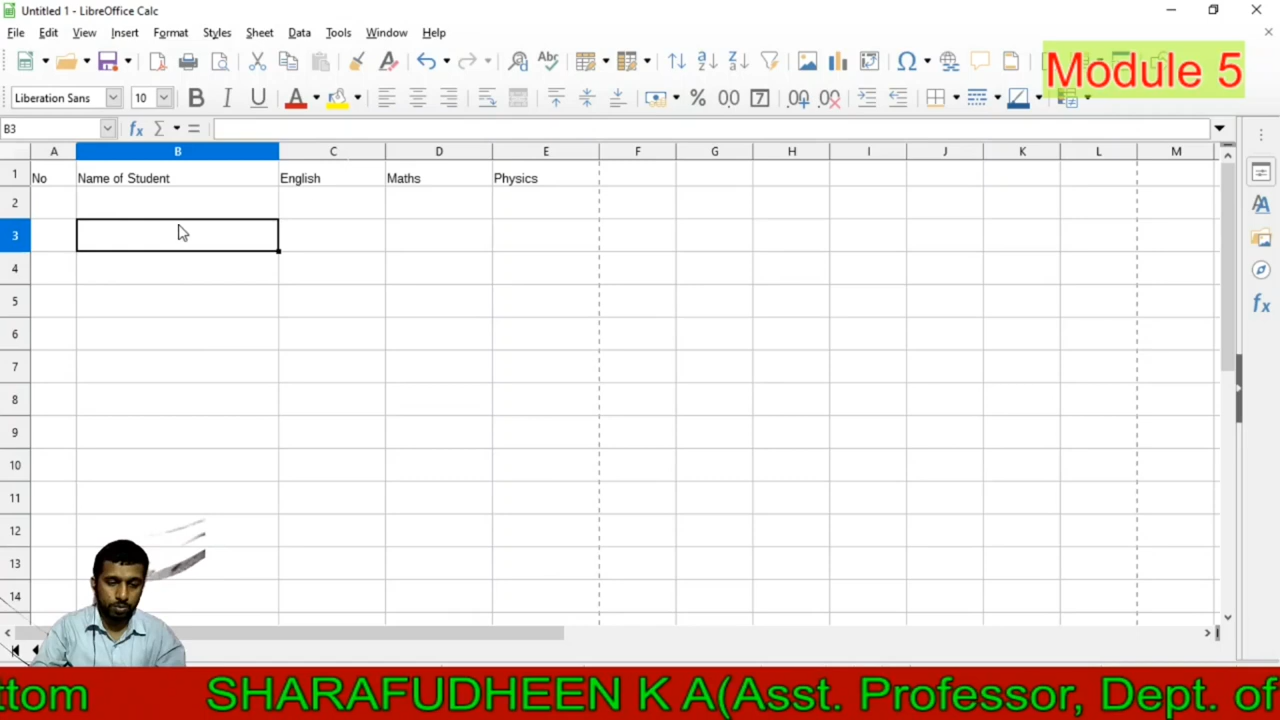 Untitled 1 - LibreOffice Calc
File Edit View Insert Format Styles Sheet Data Tools Window Help
Module 5
Liberation Sans 10
B3
A B C D E F G H I J K L M
1 No Name of Student English Maths Physics
2
3
4
5
6
7
8
9
10
11
12
13
14
ttom SHARAFUDHEEN K A(Asst. Professor, Dept. of